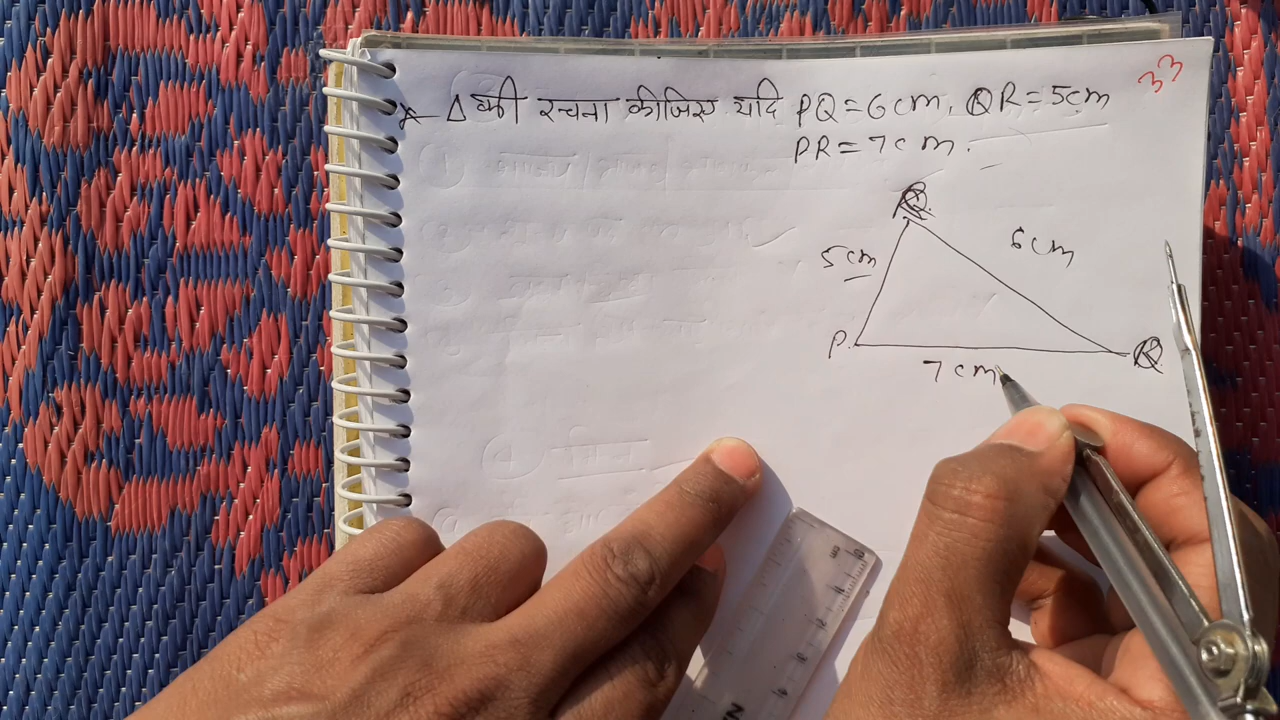 33
* Δ की रचना कीजिए यदि PQ = 6cm, QR = 5cm
PR = 7cm.
5cm
6cm
P
7cm